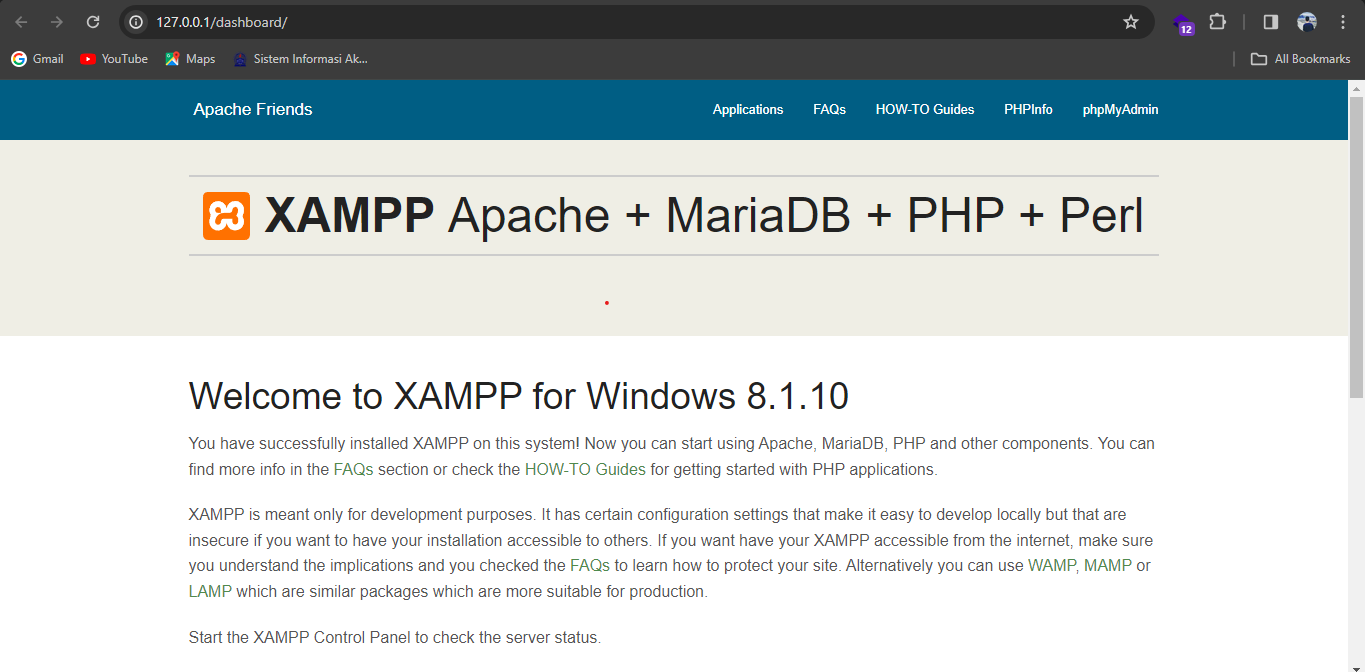 127.0.0.1/dashboard/
12
Gmail
YouTube
Maps
Sistem Informasi Ak...
All Bookmarks
Apache Friends
Applications
FAQs
HOW-TO Guides
PHPInfo
phpMyAdmin
XAMPP Apache + MariaDB + PHP + Perl
Welcome to XAMPP for Windows 8.1.10
You have successfully installed XAMPP on this system! Now you can start using Apache, MariaDB, PHP and other components. You can
find more info in the FAQs section or check the HOW-TO Guides for getting started with PHP applications.
XAMPP is meant only for development purposes. It has certain configuration settings that make it easy to develop locally but that are
insecure if you want to have your installation accessible to others. If you want have your XAMPP accessible from the internet, make sure
you understand the implications and you checked the FAQs to learn how to protect your site. Alternatively you can use WAMP, MAMP or
LAMP which are similar packages which are more suitable for production.
Start the XAMPP Control Panel to check the server status.